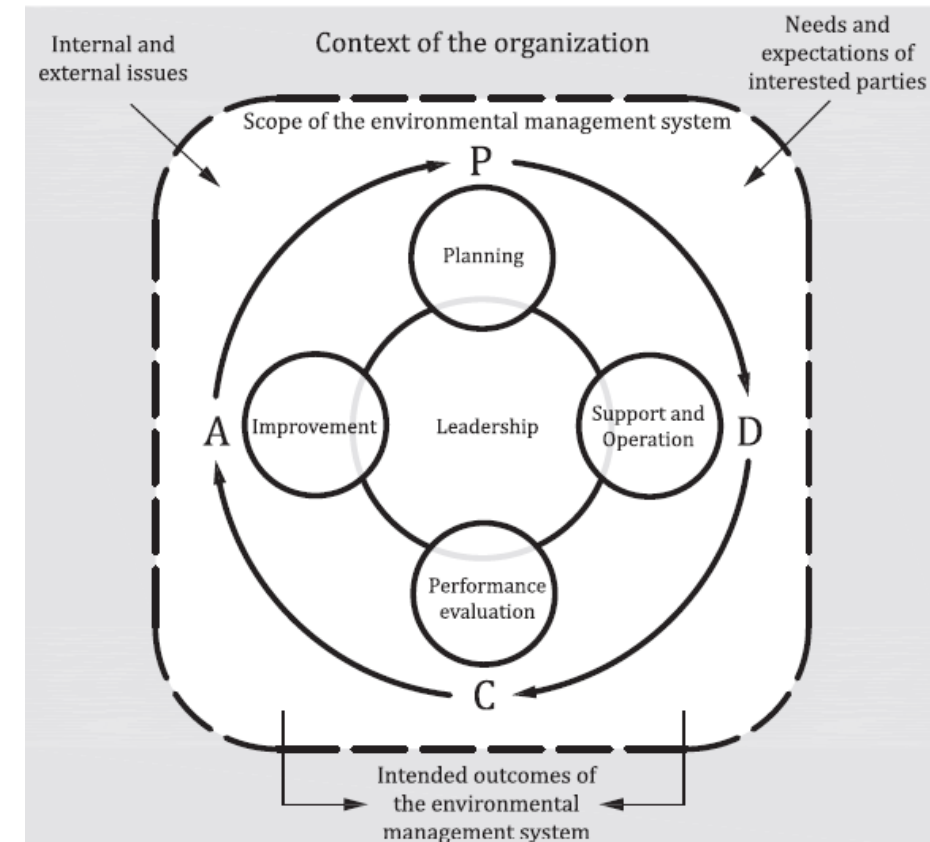 Internal and
external issues
Context of the organization
Needs and
expectations of
interested parties
Scope of the environmental management system
P
Planning
A
Improvement
Leadership
Support and
Operation
D
Performance
evaluation
C
Intended outcomes of
the environmental
management system